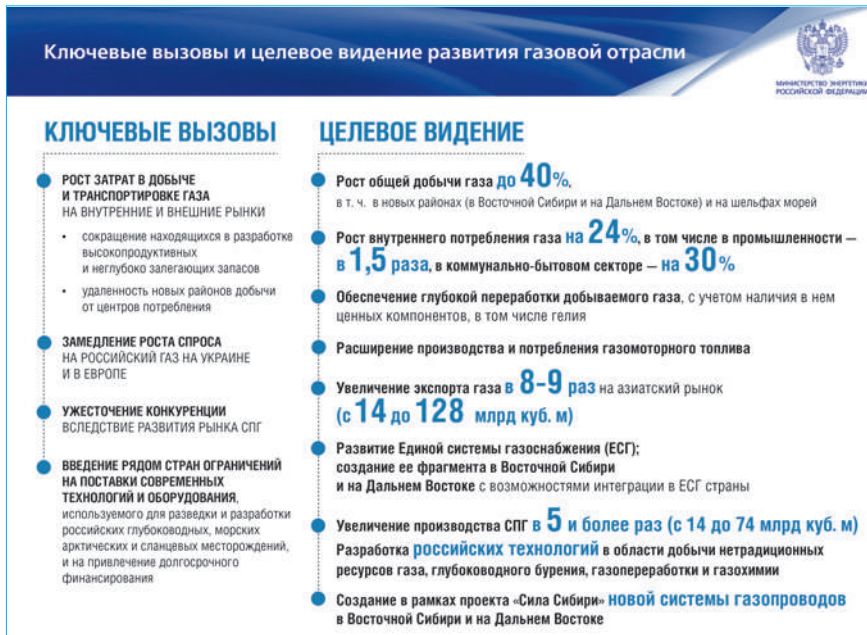 Ключевые вызовы и целевое видение развития газовой отрасли
МИНИСТЕРСТВО ЭНЕРГЕТИКИ
РОССИЙСКОЙ ФЕДЕРАЦИИ
КЛЮЧЕВЫЕ ВЫЗОВЫ
РОСТ ЗАТРАТ В ДОБЫЧЕ
И ТРАНСПОРТИРОВКЕ ГАЗА
НА ВНУТРЕННИЕ И ВНЕШНИЕ РЫНКИ
• сокращение находящихся в разработке
высокопродуктивных
и неглубоко залегающих запасов
• удаленность новых районов добычи
от центров потребления
ЗАМЕДЛЕНИЕ РОСТА СПРОСА
НА РОССИЙСКИЙ ГАЗ НА УКРАИНЕ
И В ЕВРОПЕ
УЖЕСТОЧЕНИЕ КОНКУРЕНЦИИ
ВСЛЕДСТВИЕ РАЗВИТИЯ РЫНКА СПГ
ВВЕДЕНИЕ РЯДОМ СТРАН ОГРАНИЧЕНИЙ
НА ПОСТАВКИ СОВРЕМЕННЫХ
ТЕХНОЛОГИЙ И ОБОРУДОВАНИЯ,
используемого для разведки и разработки
российских глубоководных, морских
арктических и сланцевых месторождений,
и на привлечение долгосрочного
финансирования
ЦЕЛЕВОЕ ВИДЕНИЕ
Рост общей добычи газа до 40%,
в т. ч. в новых районах (в Восточной Сибири и на Дальнем Востоке) и на шельфах морей
Рост внутреннего потребления газа на 24%, в том числе в промышленности —
в 1,5 раза, в коммунально-бытовом секторе — на 30%
Обеспечение глубокой переработки добываемого газа, с учетом наличия в нем
ценных компонентов, в том числе гелия
Расширение производства и потребления газомоторного топлива
Увеличение экспорта газа в 8-9 раз на азиатский рынок
(с 14 до 128 млрд куб. м)
Развитие Единой системы газоснабжения (ЕСГ);
создание ее фрагмента в Восточной Сибири
и на Дальнем Востоке с возможностями интеграции в ЕСГ страны
Увеличение производства СПГ в 5 и более раз (с 14 до 74 млрд куб. м)
Разработка российских технологий в области добычи нетрадиционных
ресурсов газа, глубоководного бурения, газопереработки и газохимии
Создание в рамках проекта «Сила Сибири» новой системы газопроводов
в Восточной Сибири и на Дальнем Востоке